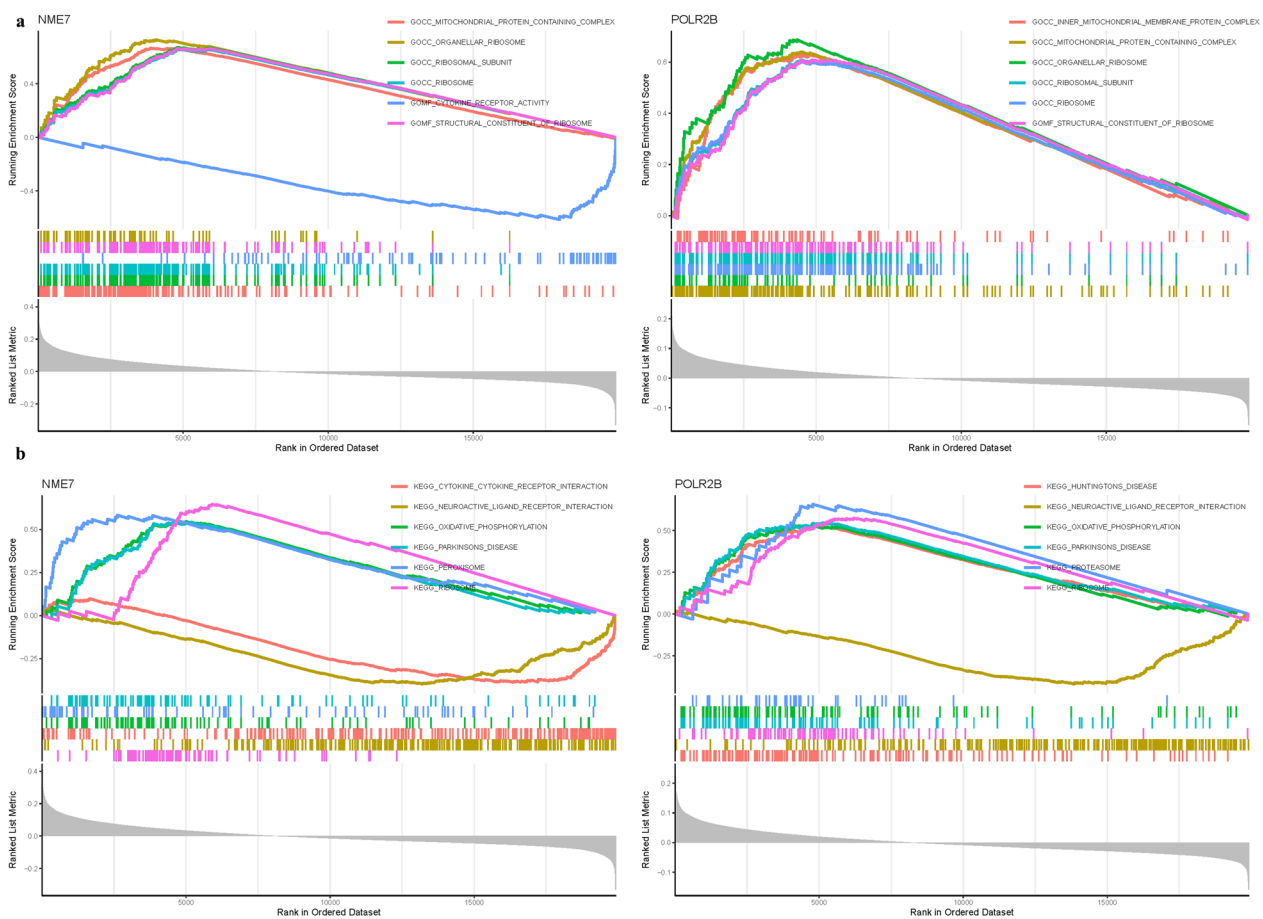 a
NME7
GOCC_MITOCHONDRIAL_PROTEIN_CONTAINING_COMPLEX
GOCC_ORGANELLAR_RIBOSOME
GOCC_RIBOSOMAL_SUBUNIT
GOCC_RIBOSOME
GOMF_CYTOKINE_RECEPTOR_ACTIVITY
GOMF_STRUCTURAL_CONSTITUENT_OF_RIBOSOME
Running Enrichment Score
0.4
0.0
−0.4
Ranked List Metric
0.4
0.2
0.0
−0.2
5000
10000
15000
Rank in Ordered Dataset
POLR2B
GOCC_INNER_MITOCHONDRIAL_MEMBRANE_PROTEIN_COMPLEX
GOCC_MITOCHONDRIAL_PROTEIN_CONTAINING_COMPLEX
GOCC_ORGANELLAR_RIBOSOME
GOCC_RIBOSOMAL_SUBUNIT
GOCC_RIBOSOME
GOMF_STRUCTURAL_CONSTITUENT_OF_RIBOSOME
Running Enrichment Score
0.6
0.4
0.2
0.0
Ranked List Metric
0.2
0.1
0.0
−0.1
5000
10000
15000
Rank in Ordered Dataset
b
NME7
KEGG_CYTOKINE_CYTOKINE_RECEPTOR_INTERACTION
KEGG_NEUROACTIVE_LIGAND_RECEPTOR_INTERACTION
KEGG_OXIDATIVE_PHOSPHORYLATION
KEGG_PARKINSONS_DISEASE
KEGG_PEROXISOME
KEGG_RIBOSOME
Running Enrichment Score
0.50
0.25
0.00
−0.25
Ranked List Metric
0.4
0.2
0.0
−0.2
5000
10000
15000
Rank in Ordered Dataset
POLR2B
KEGG_HUNTINGTONS_DISEASE
KEGG_NEUROACTIVE_LIGAND_RECEPTOR_INTERACTION
KEGG_OXIDATIVE_PHOSPHORYLATION
KEGG_PARKINSONS_DISEASE
KEGG_PROTEASOME
KEGG_RIBOSOME
Running Enrichment Score
0.50
0.25
0.00
−0.25
Ranked List Metric
0.2
0.1
0.0
−0.1
5000
10000
15000
Rank in Ordered Dataset